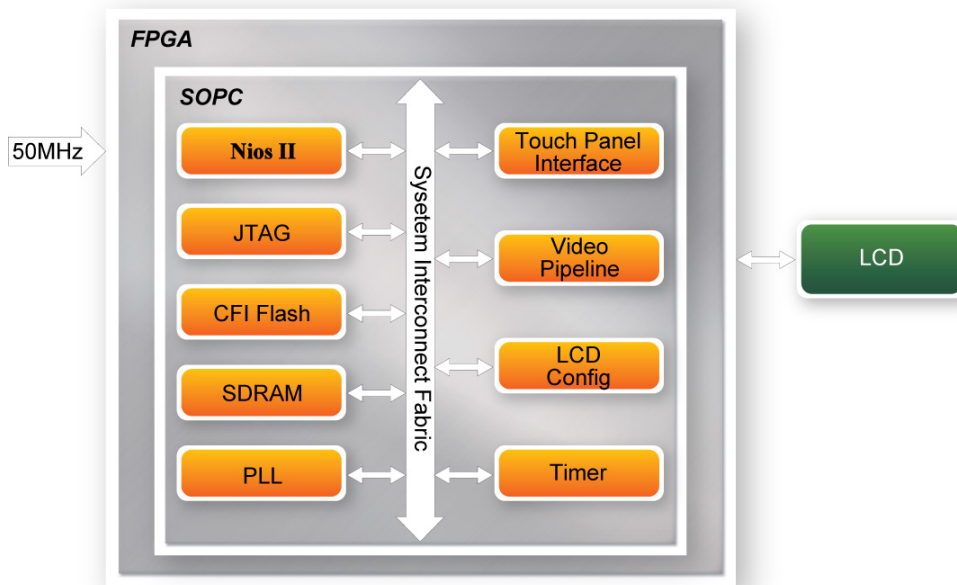 FPGA
SOPC
50MHz
Nios II
JTAG
CFI Flash
SDRAM
PLL
Sysetem Interconnect Fabric
Touch Panel
Interface
Video
Pipeline
LCD
Config
Timer
LCD